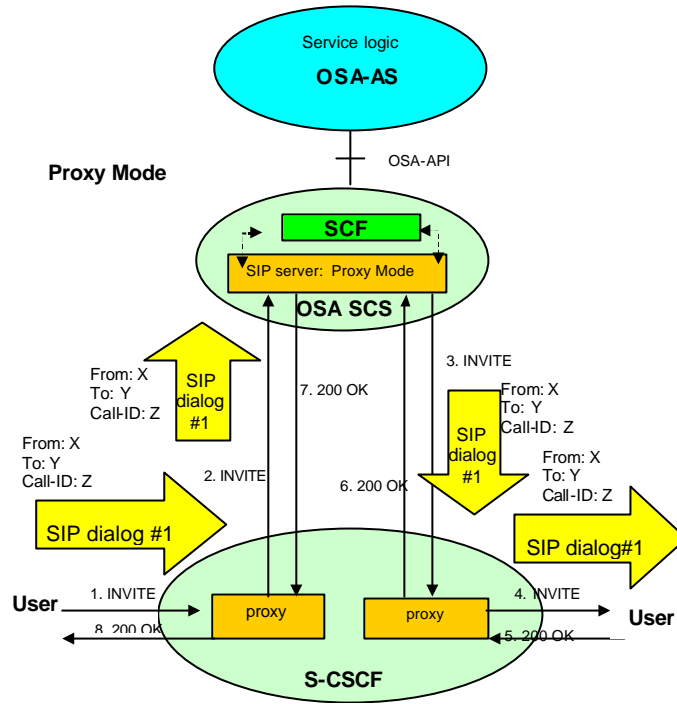 Service logic
OSA-AS
OSA-API
Proxy Mode
SCF
SIP server: Proxy Mode
OSA SCS
3. INVITE
From: X
To: Y
Call-ID: Z
SIP
dialog
#1
7. 200 OK
From: X
To: Y
Call-ID: Z
SIP
dialog
#1
From: X
To: Y
Call-ID: Z
2. INVITE
6. 200 OK
From: X
To: Y
Call-ID: Z
SIP dialog #1
SIP dialog#1
User
1. INVITE
8. 200 OK
proxy
proxy
4. INVITE
5. 200 OK
User
S-CSCF